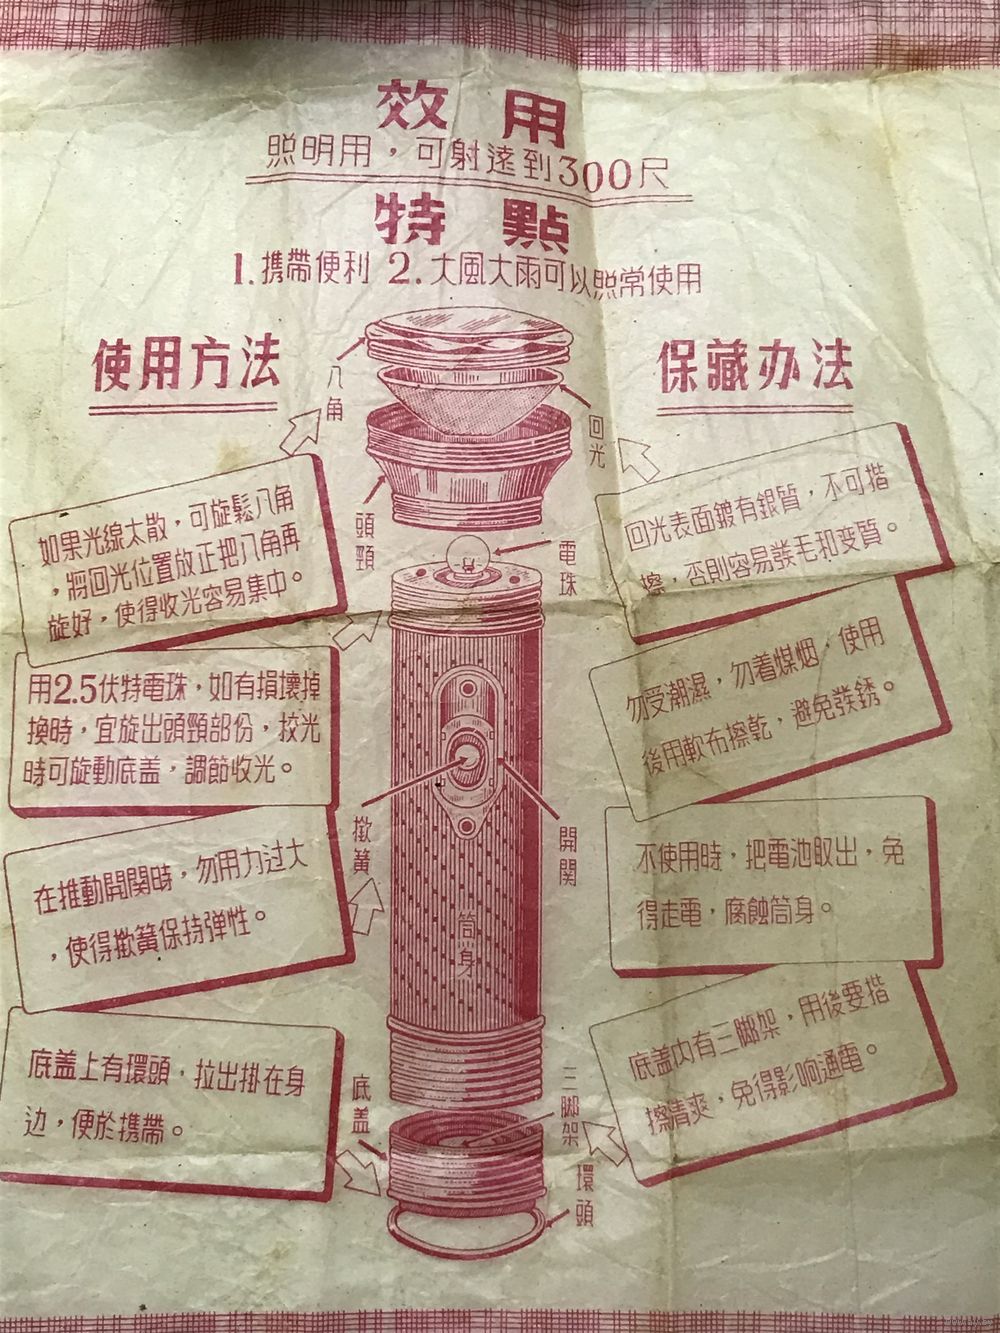 效用
照明用，可射遠到300尺
特點
1.携帶便利 2.大風大雨可以照常使用
使用方法
如果光線太散，可旋鬆八角
，將回光位置放正把八角再
旋好，使得收光容易集中。
用2.5伏特電珠，如有損壞掉
換時，宜旋出頭頸部份，校光
時可旋動底盖，調節收光。
在推動開関時，勿用力过大
，使得撳簧保持弹性。
底盖上有環頭，拉出掛在身
边，便於携帶。
八角
回光
頭頸
電珠
撳簧
開関
筒身
底盖
三脚架
環頭
保藏办法
回光表面鍍有銀質，不可揩
擦，否則容易發毛和变質。
勿受潮濕，勿着煤烟，使用
後用軟布擦乾，避免發銹。
不使用時，把電池取出，免
得走電，腐蝕筒身。
底盖内有三脚架，用後要揩
擦清爽，免得影响通電。